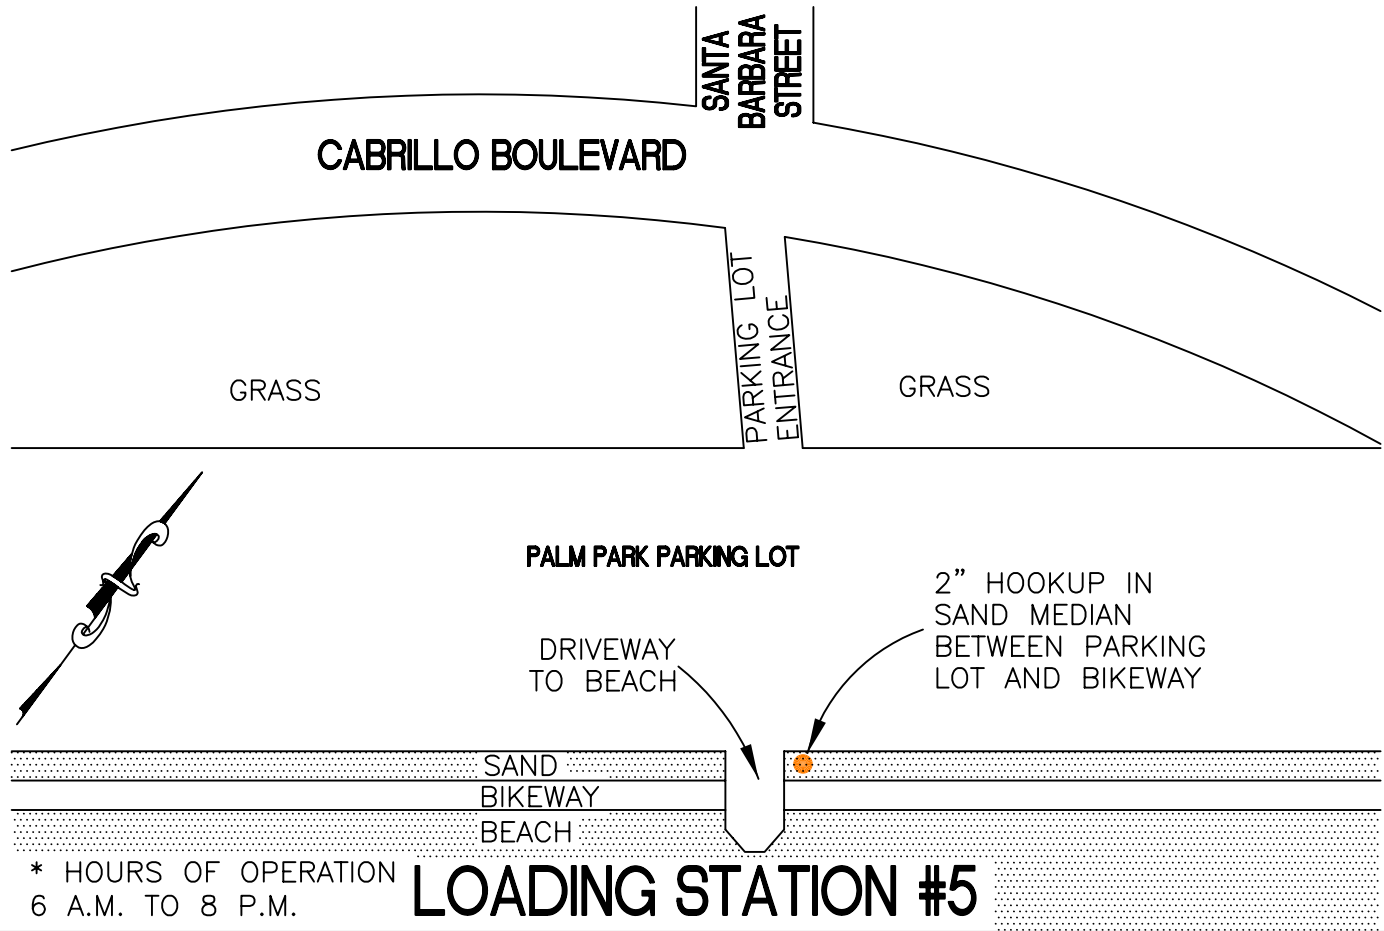 SANTA
BARBARA
STREET
CABRILLO BOULEVARD
PARKING LOT
ENTRANCE
GRASS
GRASS
PALM PARK PARKING LOT
2” HOOKUP IN
SAND MEDIAN
BETWEEN PARKING
LOT AND BIKEWAY
DRIVEWAY
TO BEACH
SAND
BIKEWAY
BEACH
* HOURS OF OPERATION
6 A.M. TO 8 P.M.
LOADING STATION #5